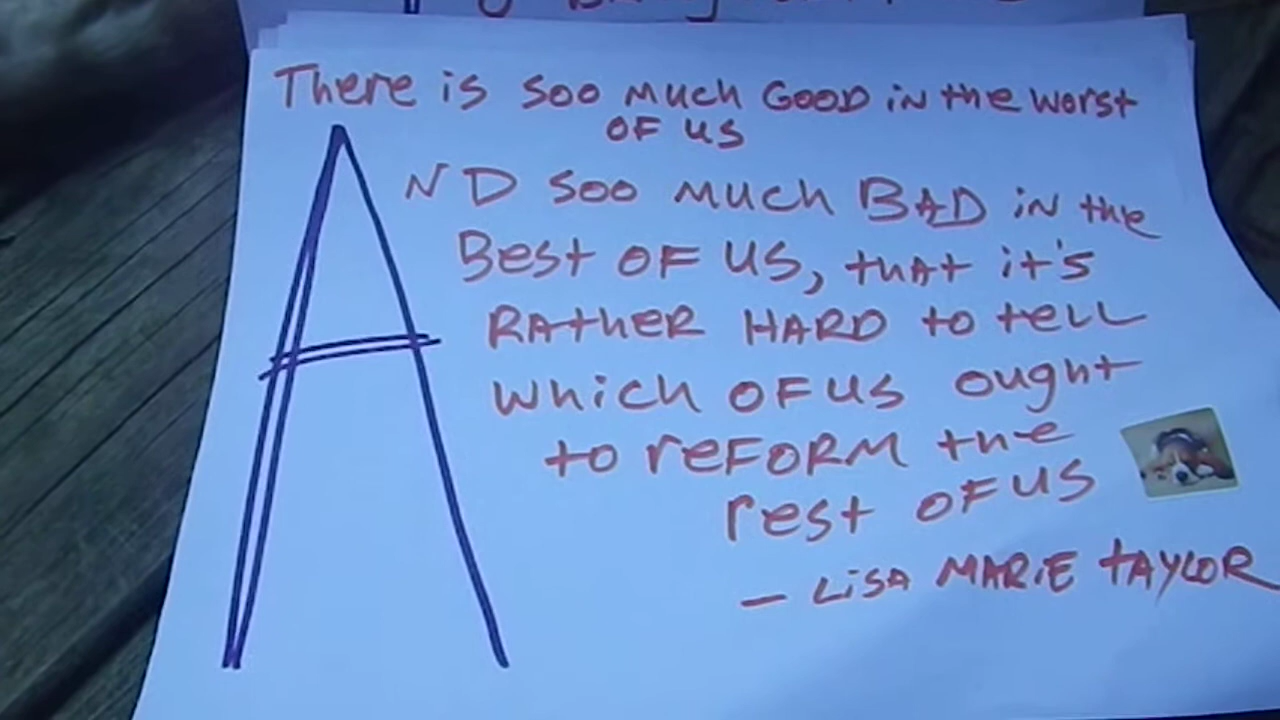 There is soo much GOOD in the worst
OF us
AND soo much BAD in the
Best OF US, that it's
RAther HARD to tell
which OF us ought
to reFORM the
rest OF US
- LiSA MARiE tAYLOR